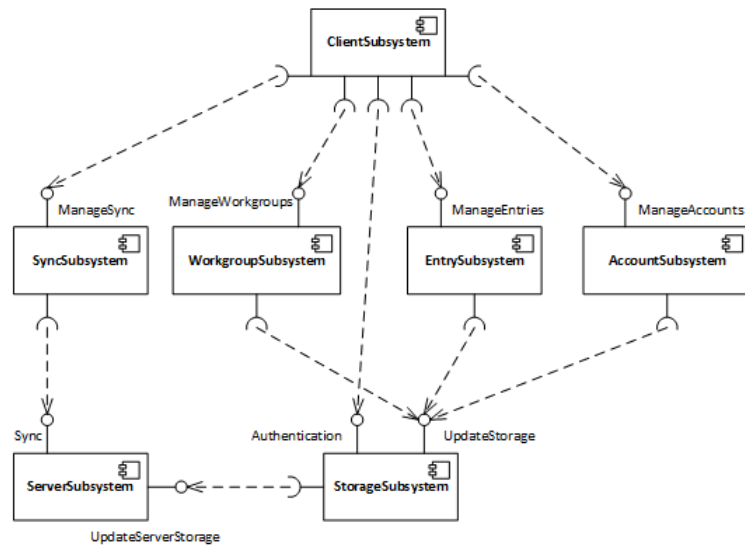 ClientSubsystem
ManageSync
ManageWorkgroups
ManageEntries
ManageAccounts
SyncSubsystem
WorkgroupSubsystem
EntrySubsystem
AccountSubsystem
Sync
Authentication
UpdateStorage
ServerSubsystem
StorageSubsystem
UpdateServerStorage